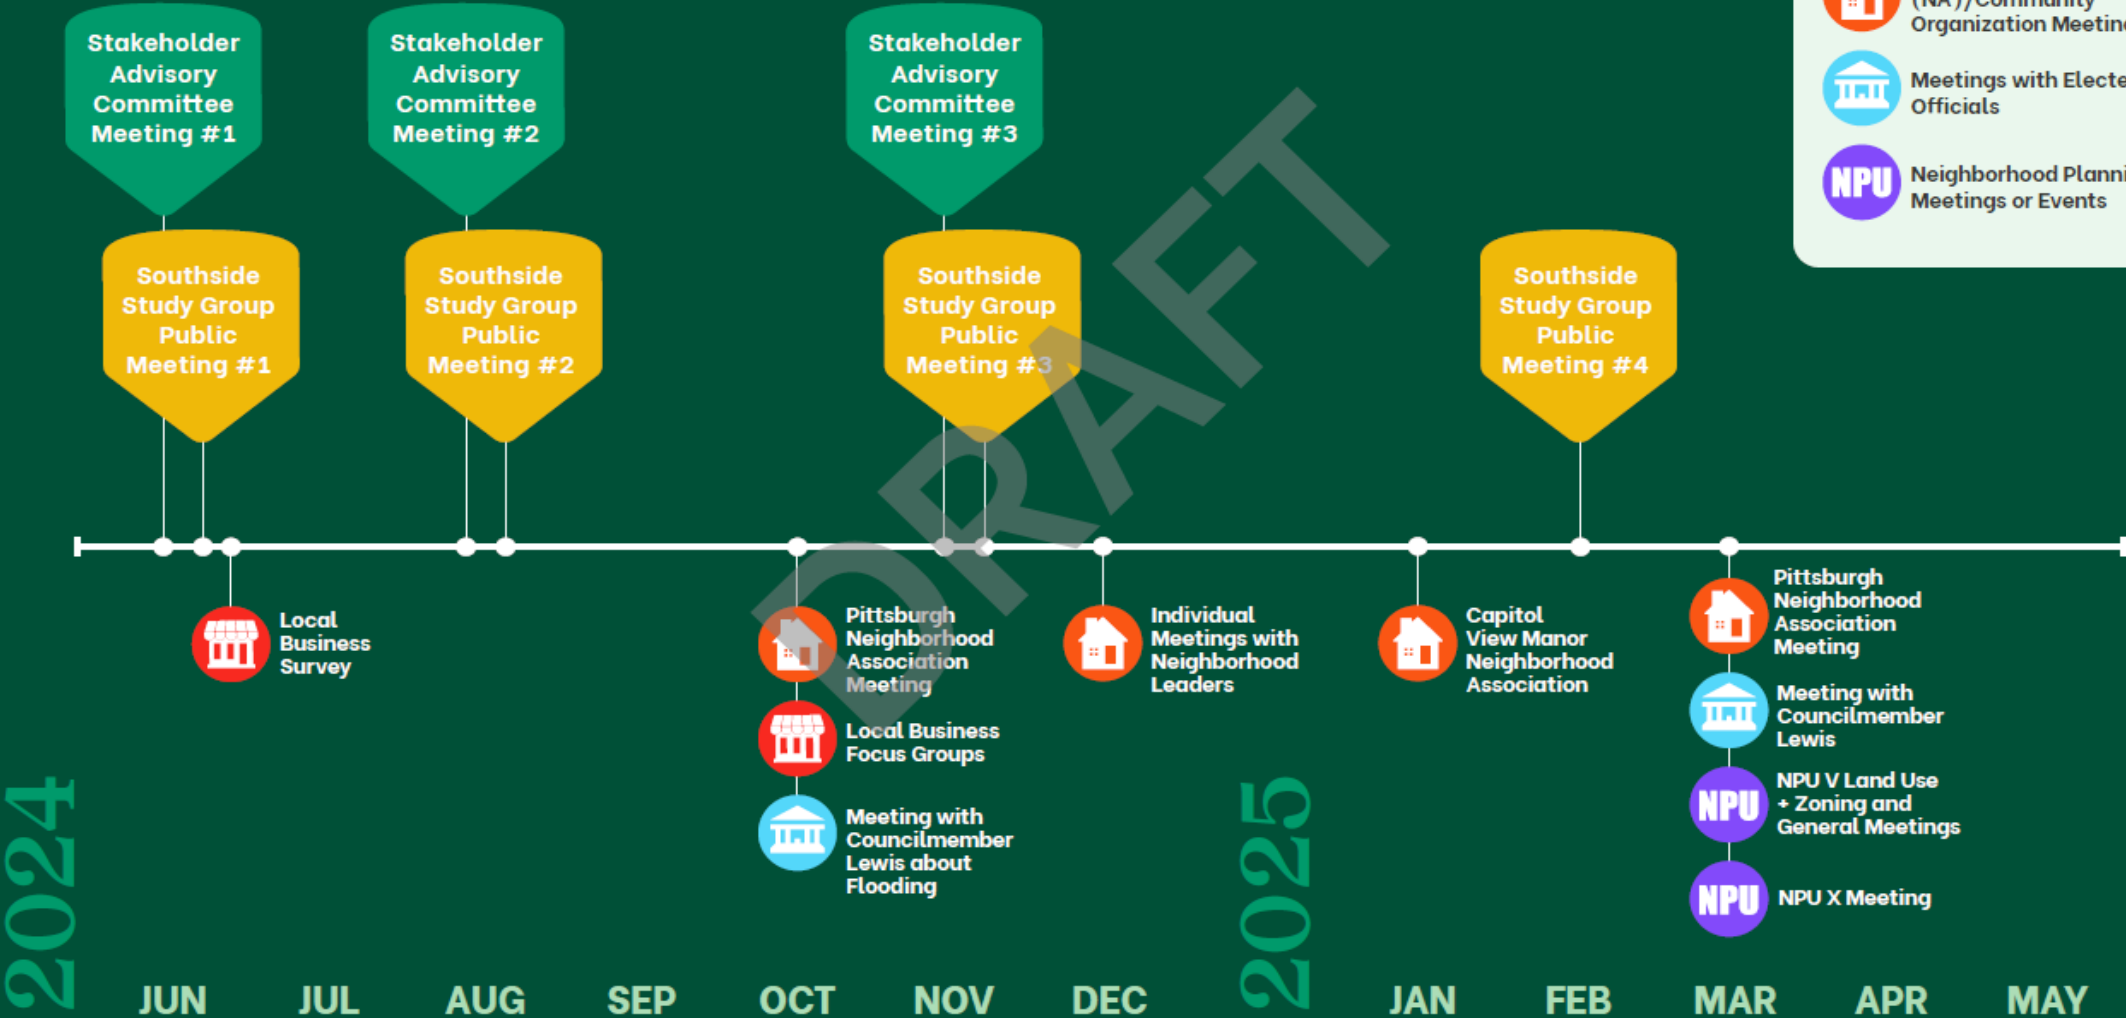 Stakeholder
Advisory
Committee
Meeting #1
Stakeholder
Advisory
Committee
Meeting #2
Stakeholder
Advisory
Committee
Meeting #3
Organization
Meetings with
Officials
NPU
Neighborhood
Meetings or Events
Southside
Study Group
Public
Meeting #1
Southside
Study Group
Public
Meeting #2
Southside
Study Group
Public
Meeting #3
Southside
Study Group
Public
Meeting #4
DRAFT
Local
Business
Survey
Pittsburgh
Neighborhood
Association
Meeting
Local Business
Focus Groups
Meeting with
Councilmember
Lewis about
Flooding
Individual
Meetings with
Neighborhood
Leaders
Capitol
View Manor
Neighborhood
Association
Pittsburgh
Neighborhood
Association
Meeting
Meeting with
Councilmember
Lewis
NPU
NPU V Land Use
+ Zoning and
General Meetings
NPU
NPU X Meeting
2024
2025
JUN JUL AUG SEP OCT NOV DEC JAN FEB MAR APR MAY